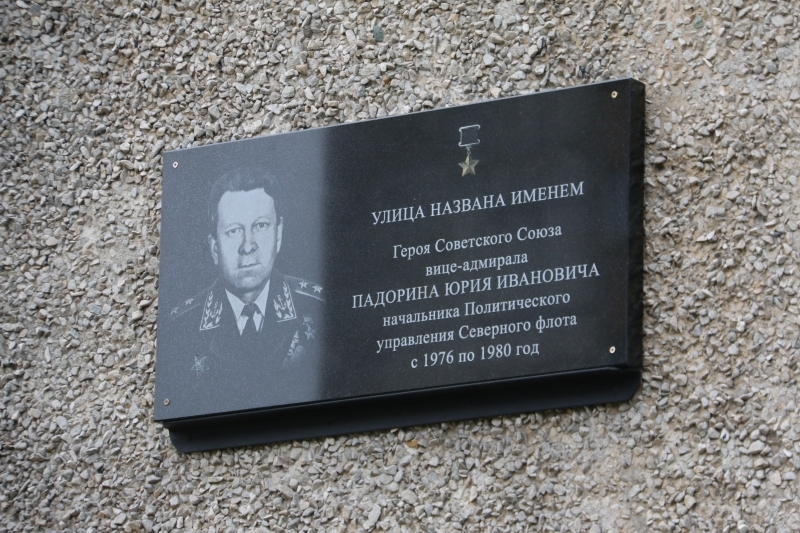 УЛИЦА НАЗВАНА ИМЕНЕМ
Героя Советского Союза
вице-адмирала
ПАДОРИНА ЮРИЯ ИВАНОВИЧА
начальника Политического
управления Северного флота
с 1976 по 1980 год